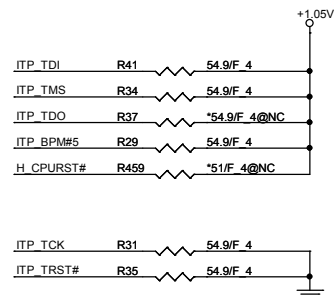 +1.05V
ITP_TDI R41 54.9/F_4
ITP_TMS R34 54.9/F_4
ITP_TDO R37 *54.9/F_4@NC
ITP_BPM#5 R29 54.9/F_4
H_CPURST# R459 *51/F_4@NC
ITP_TCK R31 54.9/F_4
ITP_TRST# R35 54.9/F_4